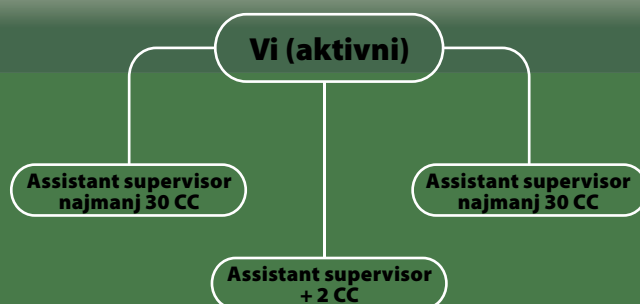 Vi (aktivni)
Assistant supervisor
najmanj 30 CC
Assistant supervisor
najmanj 30 CC
Assistant supervisor
+ 2 CC